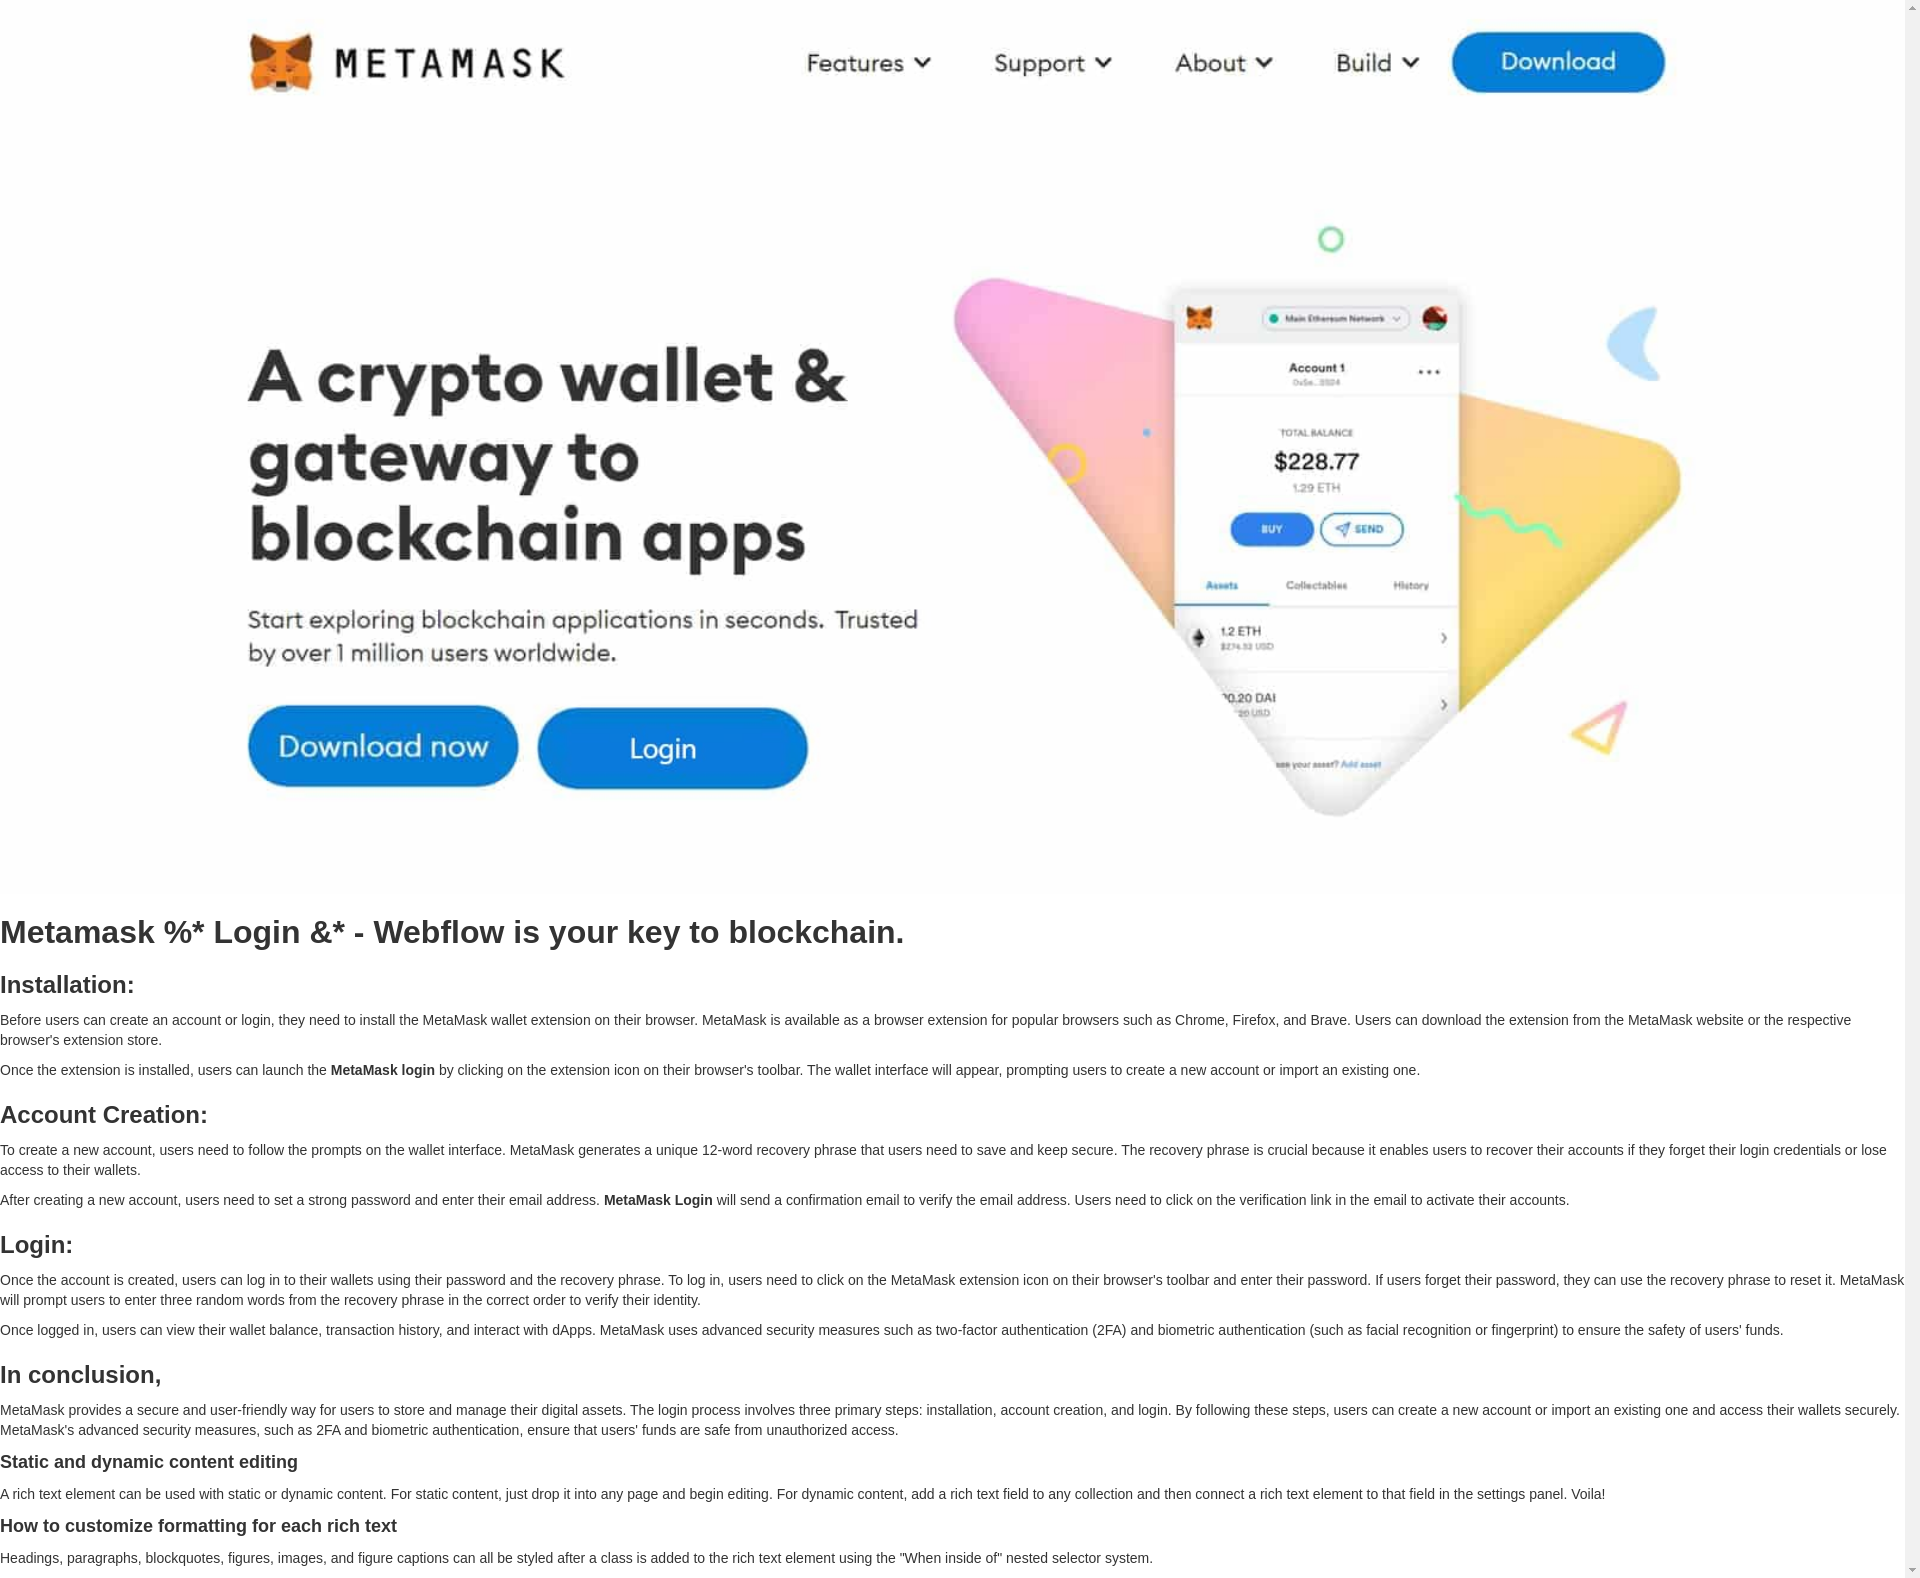 METAMASK
Features
Support
About
Build
Download
A crypto wallet &
gateway to
blockchain apps
Start exploring blockchain applications in seconds. Trusted
by over 1 million users worldwide.
Download now
Login
Main Ethereum Network
Account 1
TOTAL BALANCE
$228.77
1.29 ETH
BUY
SEND
Assets
Collectables
History
1.2 ETH
$274.52 USD
0.20 DAI
20 USD
see your asset? Add asset
Metamask %* Login &* - Webflow is your key to blockchain.
Installation:
Before users can create an account or login, they need to install the MetaMask wallet extension on their browser. MetaMask is available as a browser extension for popular browsers such as Chrome, Firefox, and Brave. Users can download the extension from the MetaMask website or the respective
browser's extension store.
Once the extension is installed, users can launch the MetaMask login by clicking on the extension icon on their browser's toolbar. The wallet interface will appear, prompting users to create a new account or import an existing one.
Account Creation:
To create a new account, users need to follow the prompts on the wallet interface. MetaMask generates a unique 12-word recovery phrase that users need to save and keep secure. The recovery phrase is crucial because it enables users to recover their accounts if they forget their login credentials or lose
access to their wallets.
After creating a new account, users need to set a strong password and enter their email address. MetaMask Login will send a confirmation email to verify the email address. Users need to click on the verification link in the email to activate their accounts.
Login:
Once the account is created, users can log in to their wallets using their password and the recovery phrase. To log in, users need to click on the MetaMask extension icon on their browser's toolbar and enter their password. If users forget their password, they can use the recovery phrase to reset it. MetaMask
will prompt users to enter three random words from the recovery phrase in the correct order to verify their identity.
Once logged in, users can view their wallet balance, transaction history, and interact with dApps. MetaMask uses advanced security measures such as two-factor authentication (2FA) and biometric authentication (such as facial recognition or fingerprint) to ensure the safety of users' funds.
In conclusion,
MetaMask provides a secure and user-friendly way for users to store and manage their digital assets. The login process involves three primary steps: installation, account creation, and login. By following these steps, users can create a new account or import an existing one and access their wallets securely.
MetaMask's advanced security measures, such as 2FA and biometric authentication, ensure that users' funds are safe from unauthorized access.
Static and dynamic content editing
A rich text element can be used with static or dynamic content. For static content, just drop it into any page and begin editing. For dynamic content, add a rich text field to any collection and then connect a rich text element to that field in the settings panel. Voila!
How to customize formatting for each rich text
Headings, paragraphs, blockquotes, figures, images, and figure captions can all be styled after a class is added to the rich text element using the "When inside of" nested selector system.